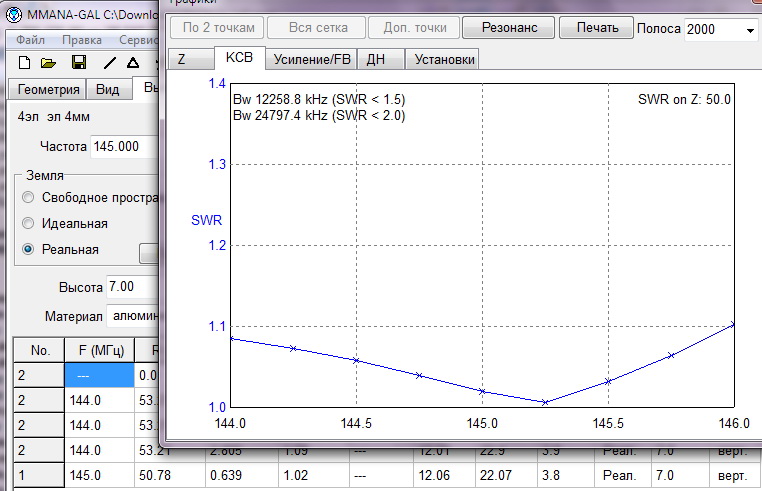 MMANA-GAL C:\Downlo
Файл Правка Сервис
Геометрия Вид Вы
4эл эл 4мм
Частота 145.000
Земля
Свободное простра
Идеальная
Реальная
Высота 7.00
Материал алюмин
Графики
По 2 точкам Вся сетка Доп. точки Резонанс Печать Полоса 2000
Z КСВ Усиление/FB ДН Установки
1.4
Bw 12258.8 kHz (SWR < 1.5) SWR on Z: 50.0
Bw 24797.4 kHz (SWR < 2.0)
1.3
SWR
1.2
1.1
1.0
144.0 144.5 145.0 145.5 146.0
No. F (МГц) R
2 --- 0.0
2 144.0 53.
2 144.0 53.
2 144.0 53.21 2.805 1.09 --- 12.01 22.9 3.9 Реал. 7.0 верт.
1 145.0 50.78 0.639 1.02 --- 12.06 22.07 3.8 Реал. 7.0 верт.